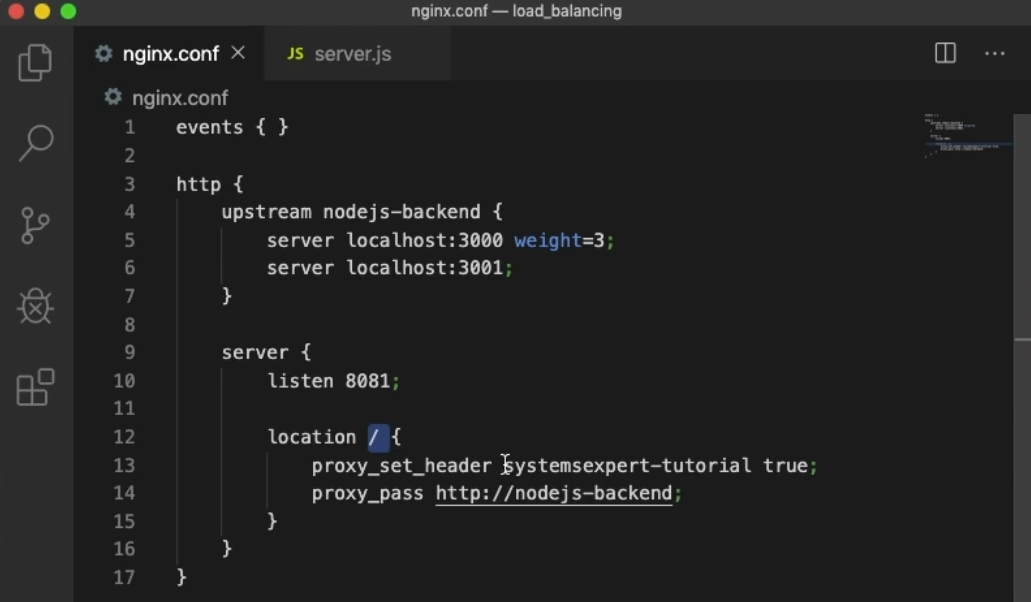 nginx.conf — load_balancing
nginx.conf
JS server.js
nginx.conf
1 events { }
2
3 http {
4 upstream nodejs-backend {
5 server localhost:3000 weight=3;
6 server localhost:3001;
7 }
8
9 server {
10 listen 8081;
11
12 location / {
13 proxy_set_header systemsexpert-tutorial true;
14 proxy_pass http://nodejs-backend;
15 }
16 }
17 }